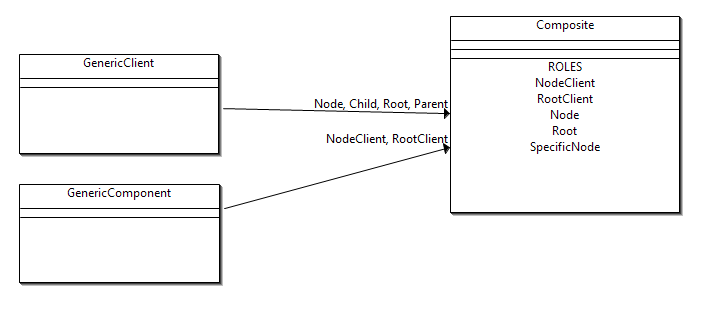 Composite
GenericClient
ROLES
NodeClient
RootClient
Node
Root
SpecificNode
Node, Child, Root, Parent
NodeClient, RootClient
GenericComponent